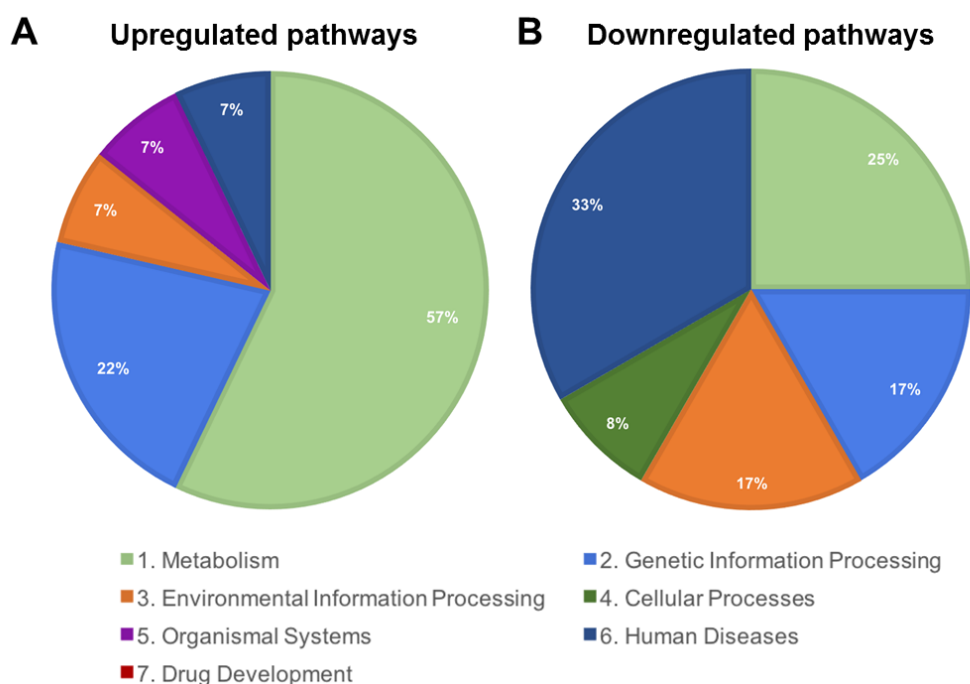 A Upregulated pathways
B Downregulated pathways
7%
7%
7%
22%
57%
25%
33%
17%
8%
17%
1. Metabolism
2. Genetic Information Processing
3. Environmental Information Processing
4. Cellular Processes
5. Organismal Systems
6. Human Diseases
7. Drug Development